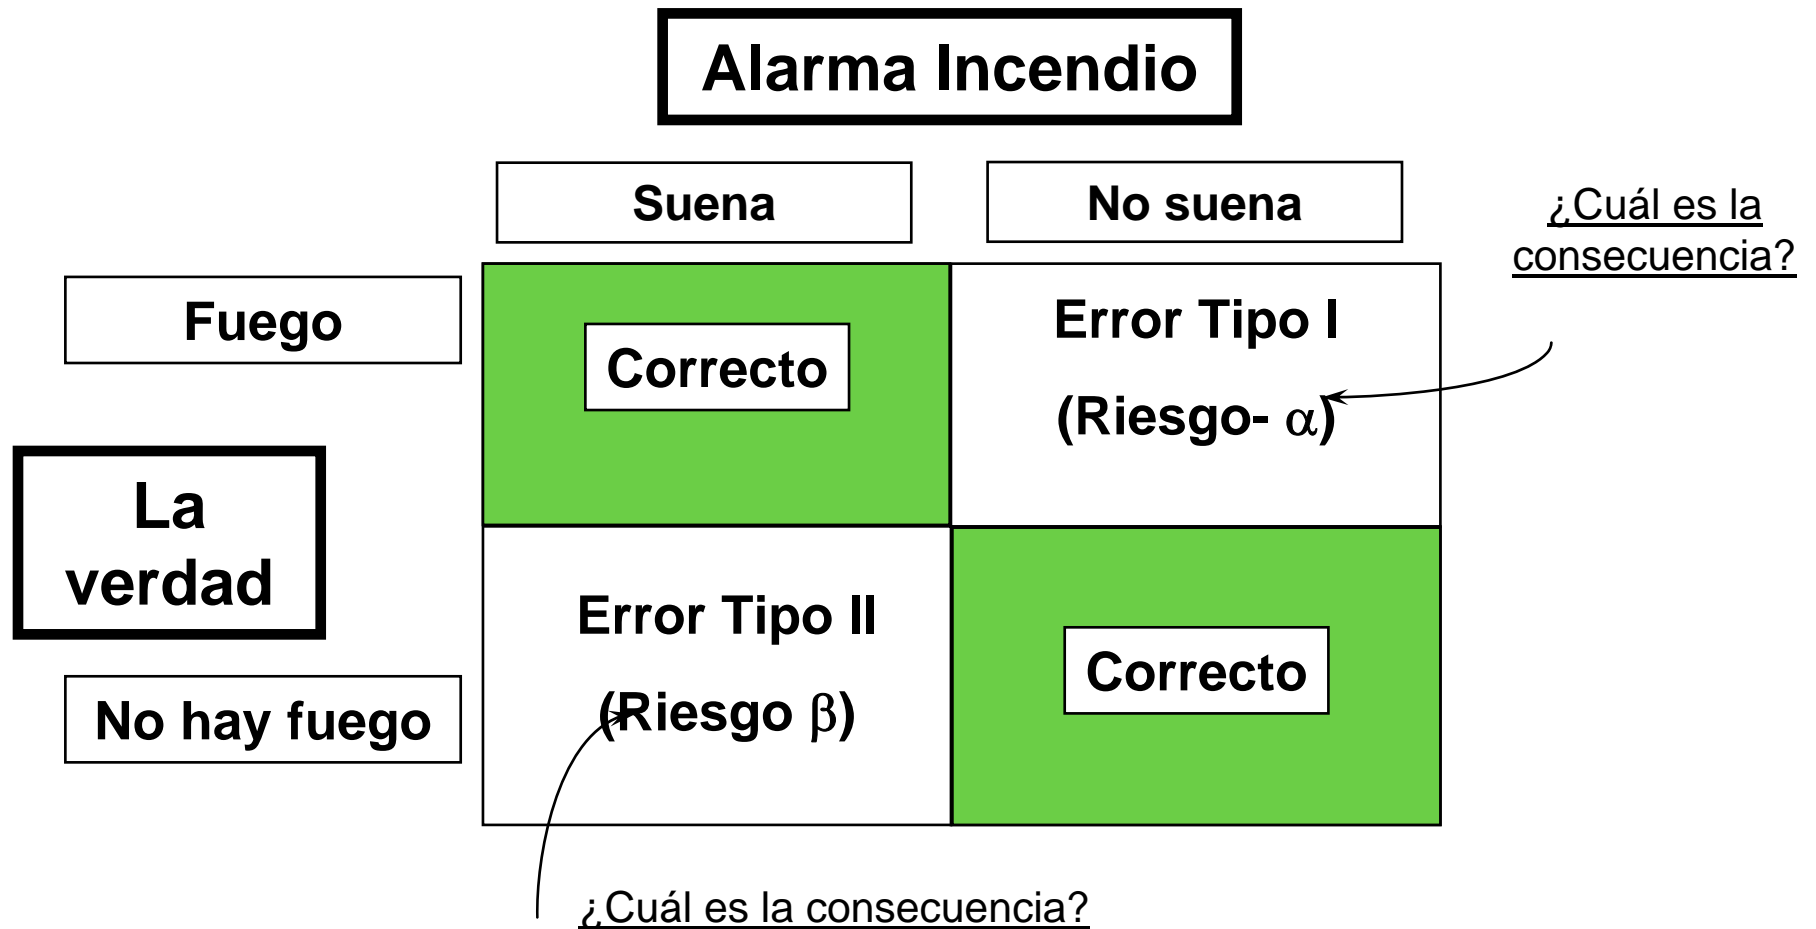 Alarma Incendio
Suena
No suena
¿Cuál es la
consecuencia?
Fuego
Correcto
Error Tipo I
(Riesgo- α)
La
verdad
Error Tipo II
(Riesgo β)
Correcto
No hay fuego
¿Cuál es la consecuencia?